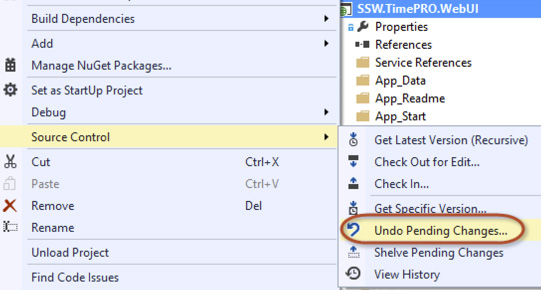 Build Dependencies
Add
Manage NuGet Packages...
Set as StartUp Project
Debug
Source Control
Cut Ctrl+X
Paste Ctrl+V
Remove Del
Rename
Unload Project
Find Code Issues
SSW.TimePRO.WebUI
Properties
References
Service References
App_Data
App_Readme
App_Start
Get Latest Version (Recursive)
Check Out for Edit...
Check In...
Get Specific Version...
Undo Pending Changes...
Shelve Pending Changes
View History